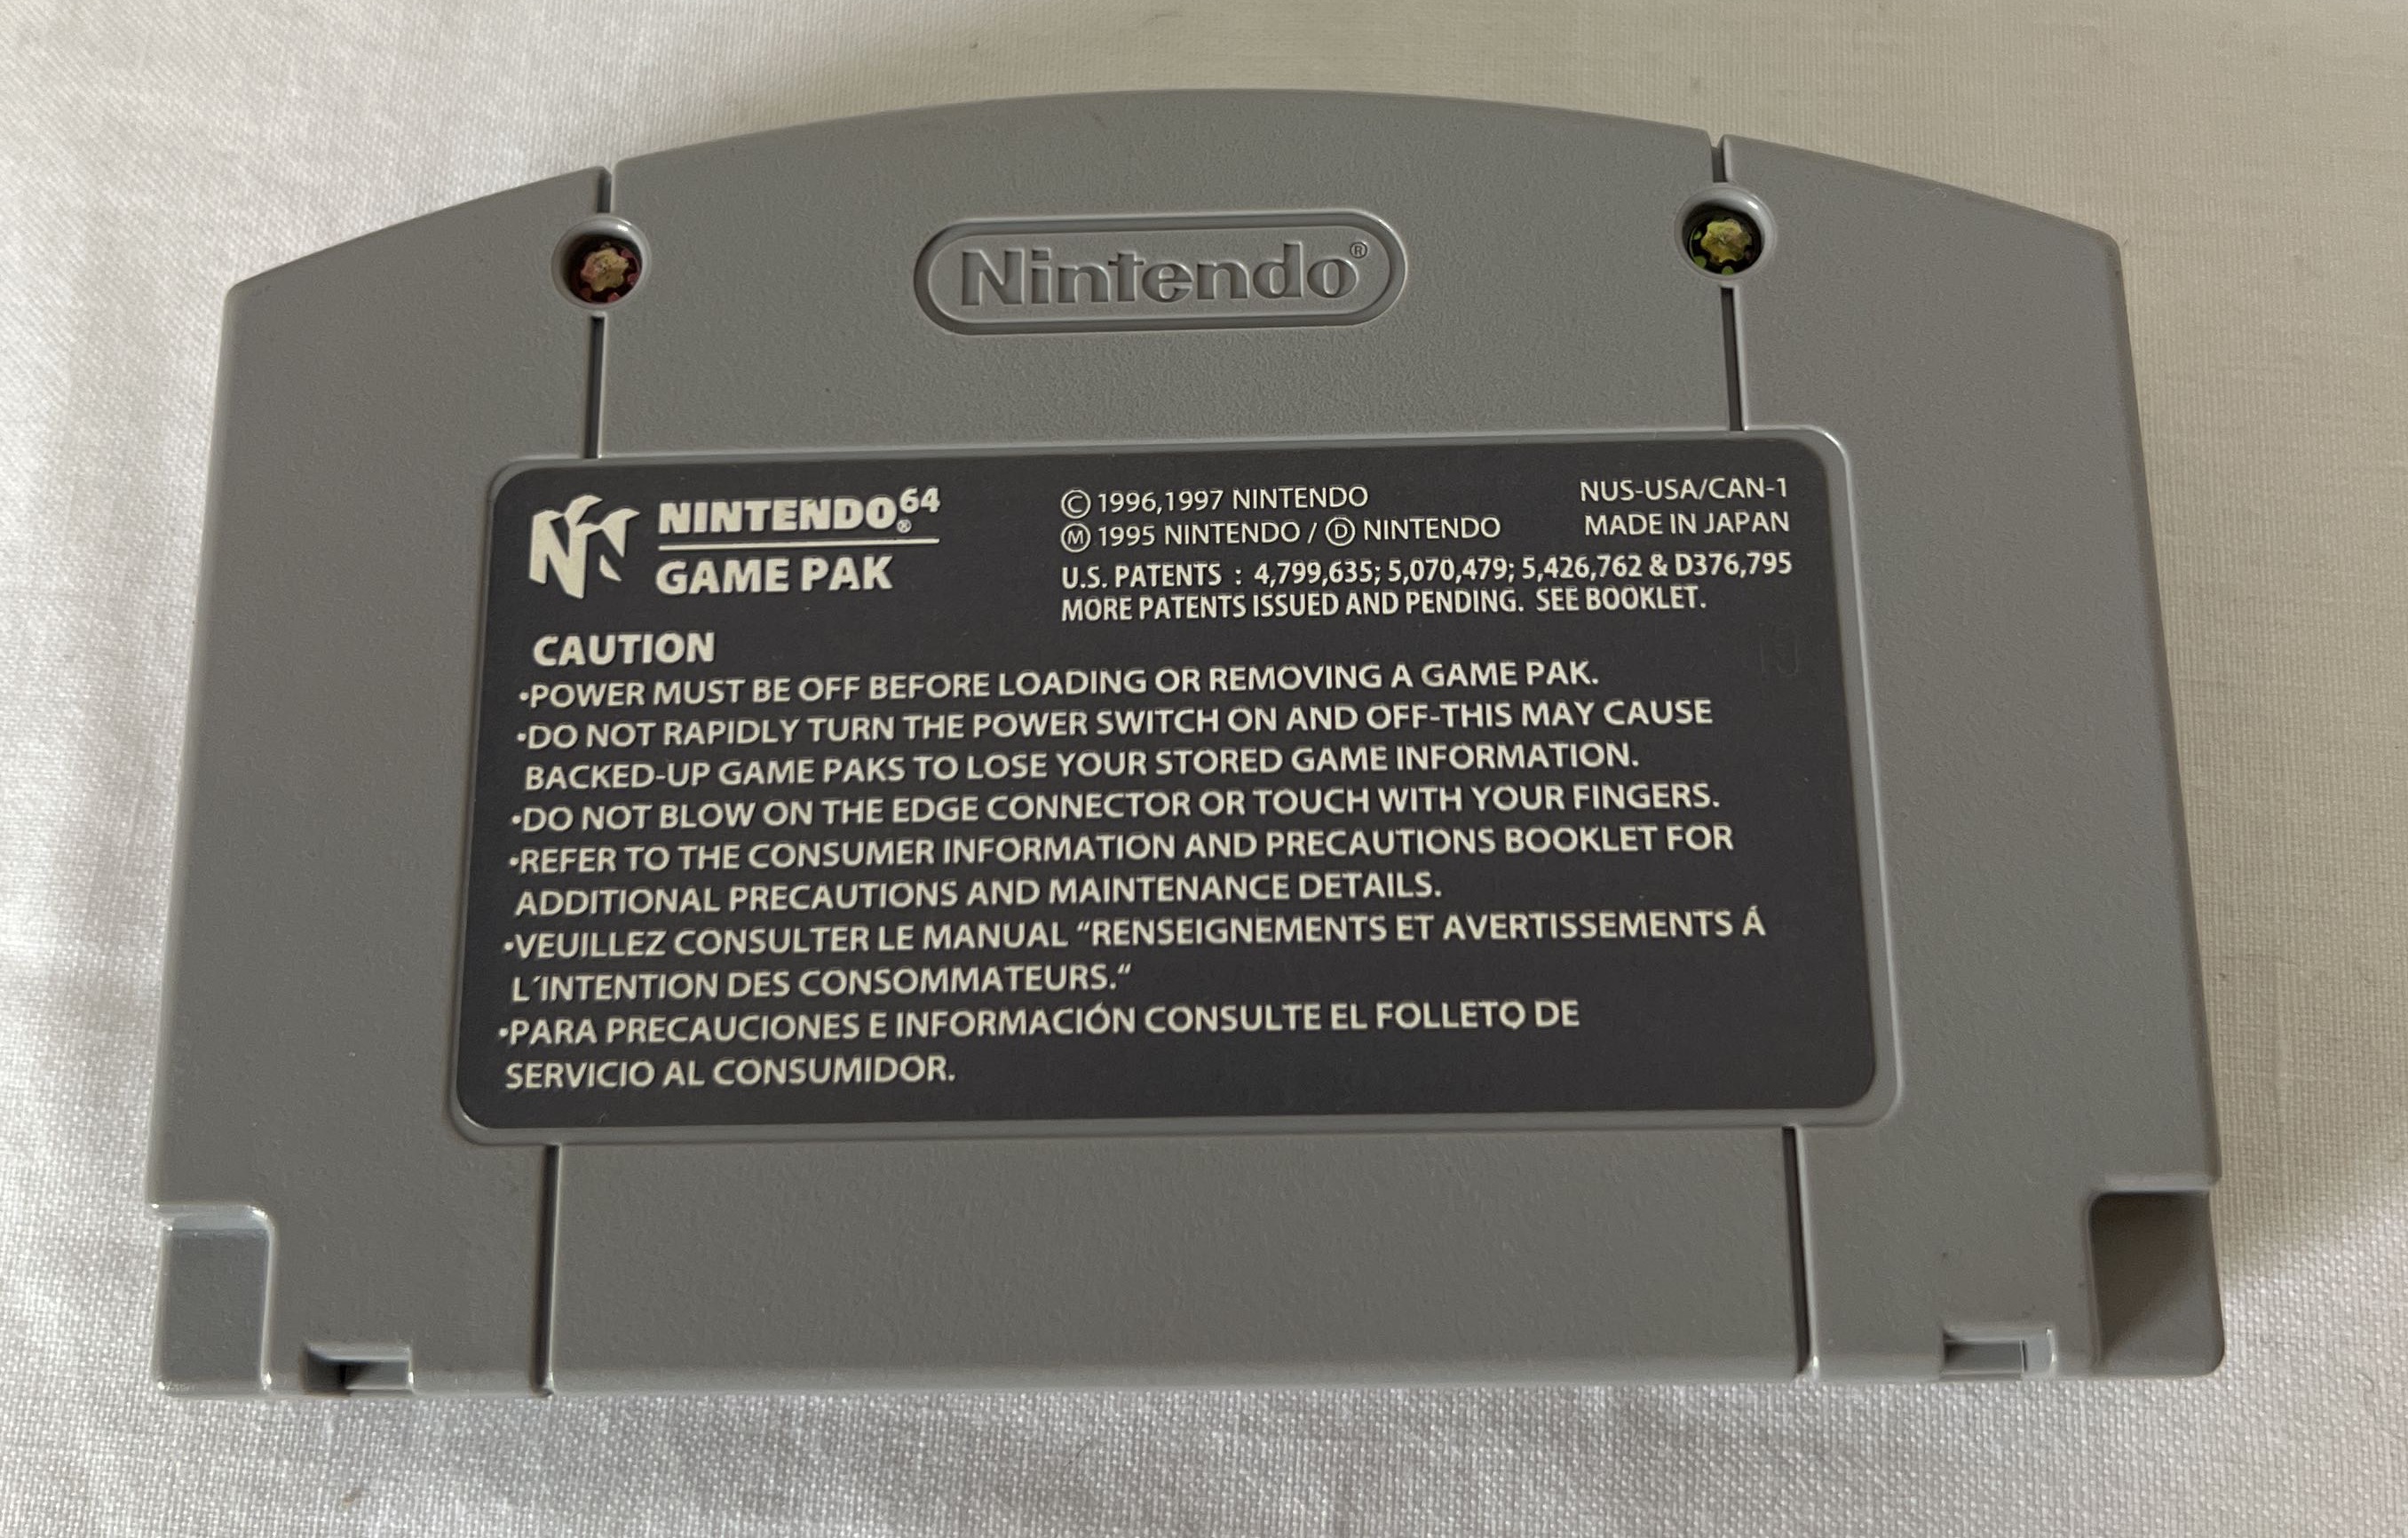 Nintendo®
NINTENDO⁶⁴®
GAME PAK
© 1996,1997 NINTENDO
Ⓜ 1995 NINTENDO / Ⓓ NINTENDO
NUS-USA/CAN-1
MADE IN JAPAN
U.S. PATENTS : 4,799,635; 5,070,479; 5,426,762 & D376,795
MORE PATENTS ISSUED AND PENDING. SEE BOOKLET.
CAUTION
•POWER MUST BE OFF BEFORE LOADING OR REMOVING A GAME PAK.
•DO NOT RAPIDLY TURN THE POWER SWITCH ON AND OFF-THIS MAY CAUSE
BACKED-UP GAME PAKS TO LOSE YOUR STORED GAME INFORMATION.
•DO NOT BLOW ON THE EDGE CONNECTOR OR TOUCH WITH YOUR FINGERS.
•REFER TO THE CONSUMER INFORMATION AND PRECAUTIONS BOOKLET FOR
ADDITIONAL PRECAUTIONS AND MAINTENANCE DETAILS.
•VEUILLEZ CONSULTER LE MANUAL “RENSEIGNEMENTS ET AVERTISSEMENTS Á
L´INTENTION DES CONSOMMATEURS.“
•PARA PRECAUCIONES E INFORMACIÓN CONSULTE EL FOLLETO DE
SERVICIO AL CONSUMIDOR.